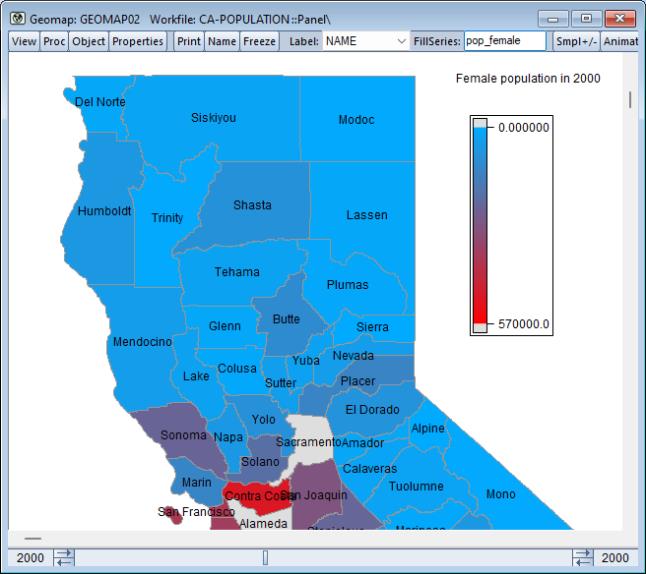 Geomap: GEOMAP02 Workfile: CA-POPULATION::Panel\
View Proc Object Properties Print Name Freeze Label: NAME FillSeries: pop_female Smpl+/- Animat
Female population in 2000
0.000000
570000.0
Del Norte
Siskiyou
Modoc
Humboldt
Trinity
Shasta
Lassen
Tehama
Plumas
Butte
Glenn
Sierra
Mendocino
Nevada
Yuba
Colusa
Lake
Sutter
Placer
El Dorado
Yolo
Alpine
Sonoma
Napa
Sacramento
Amador
Solano
Calaveras
Marin
Tuolumne
Contra Costa
San Joaquin
Mono
San Francisco
Alameda
Stanislaus
Mariposa
2000 2000